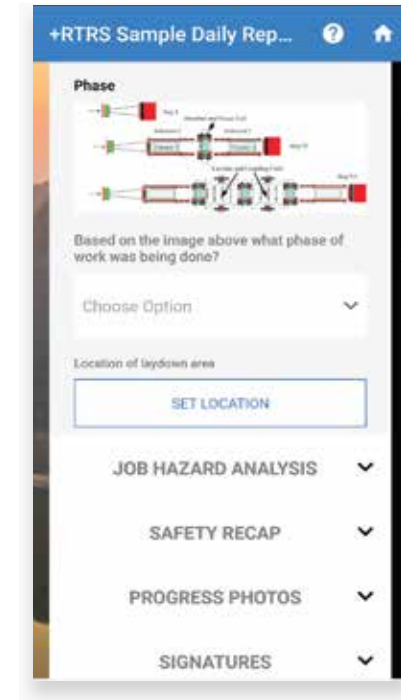 +RTRS Sample Daily Rep...
Phase
Based on the image above what phase of
work was being done?
Choose Option
Location of laydown area
SET LOCATION
JOB HAZARD ANALYSIS
SAFETY RECAP
PROGRESS PHOTOS
SIGNATURES